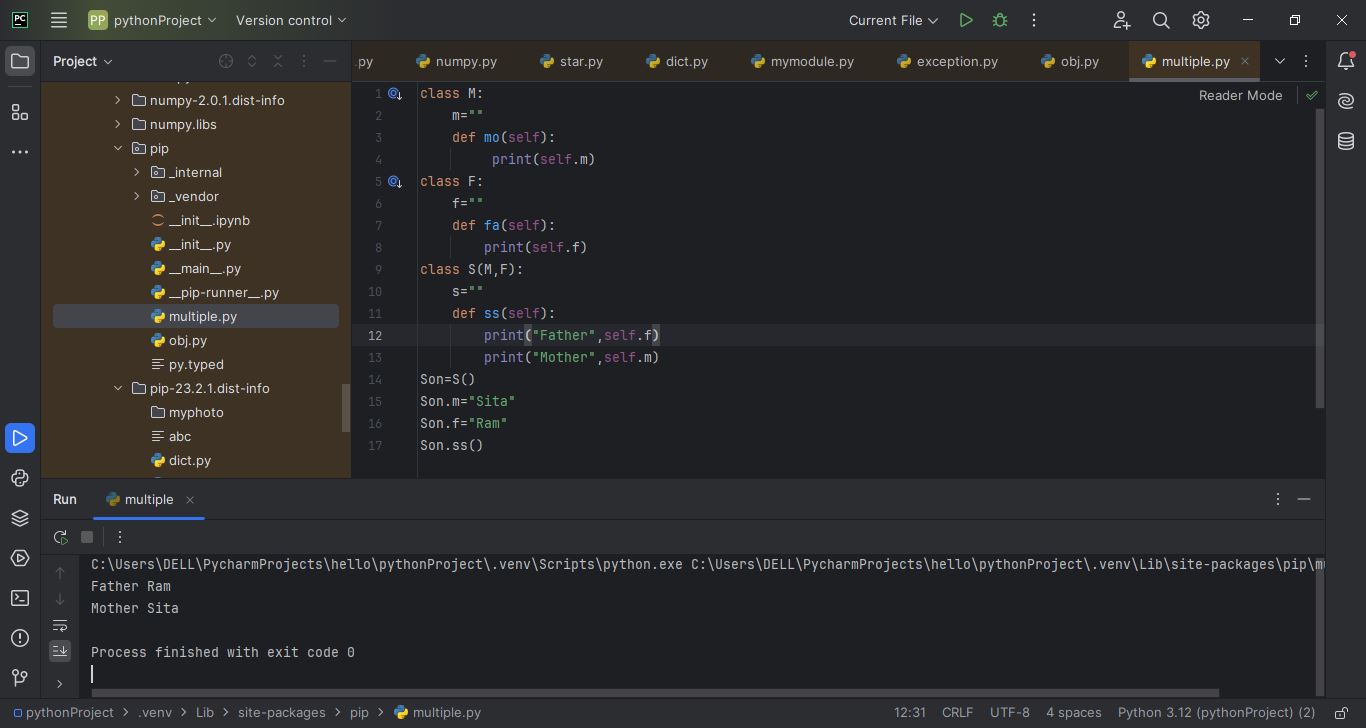 PC PP pythonProject Version control Current File
Project
.py numpy.py star.py dict.py mymodule.py exception.py obj.py multiple.py
numpy-2.0.1.dist-info
numpy.libs
pip
_internal
_vendor
__init__.ipynb
__init__.py
__main__.py
__pip-runner__.py
multiple.py
obj.py
py.typed
pip-23.2.1.dist-info
myphoto
abc
dict.py
Reader Mode
1 class M:
2 m=""
3 def mo(self):
4 print(self.m)
5 class F:
6 f=""
7 def fa(self):
8 print(self.f)
9 class S(M,F):
10 s=""
11 def ss(self):
12 print("Father",self.f)
13 print("Mother",self.m)
14 Son=S()
15 Son.m="Sita"
16 Son.f="Ram"
17 Son.ss()
Run multiple
C:\Users\DELL\PycharmProjects\hello\pythonProject\.venv\Scripts\python.exe C:\Users\DELL\PycharmProjects\hello\pythonProject\.venv\Lib\site-packages\pip\m
Father Ram
Mother Sita
Process finished with exit code 0
pythonProject > .venv > Lib > site-packages > pip > multiple.py 12:31 CRLF UTF-8 4 spaces Python 3.12 (pythonProject) (2)